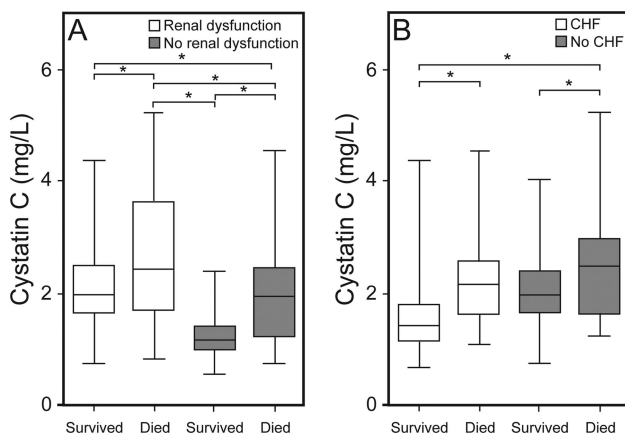 A
Renal dysfunction
No renal dysfunction
*
*
*
*
*
Cystatin C (mg/L)
6
4
2
0
Survived Died Survived Died
B
CHF
No CHF
*
*
*
Cystatin C (mg/L)
6
4
2
0
Survived Died Survived Died